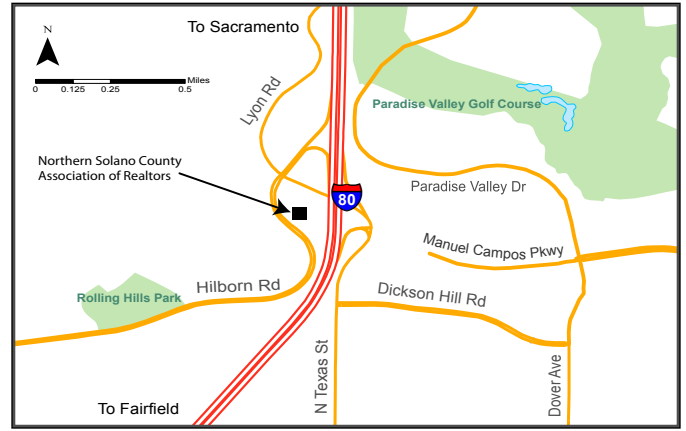 To Sacramento
N
Miles
0 0.125 0.25 0.5
Lyon Rd
Paradise Valley Golf Course
Northern Solano County
Association of Realtors
80
Paradise Valley Dr
Manuel Campos Pkwy
Rolling Hills Park
Hilborn Rd
Dickson Hill Rd
N Texas St
Dover Ave
To Fairfield